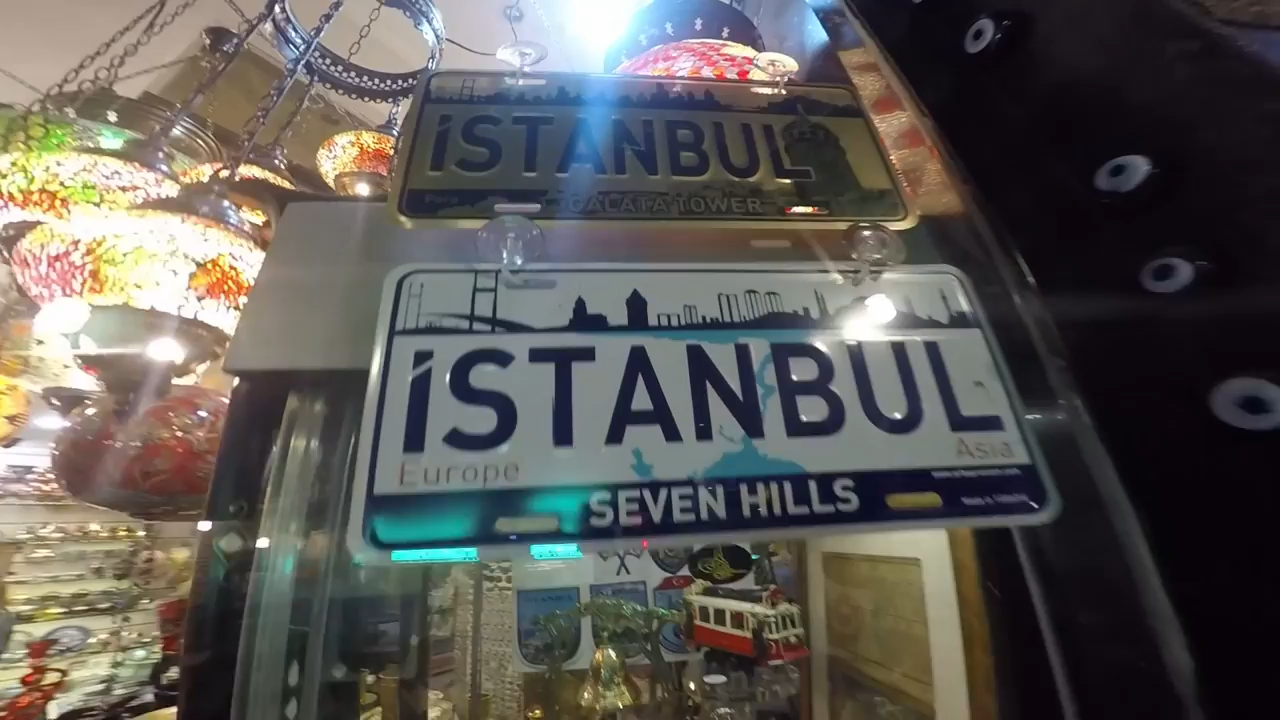 İSTANBUL
GALATA TOWER
İSTANBUL
Europe
Asia
SEVEN HILLS